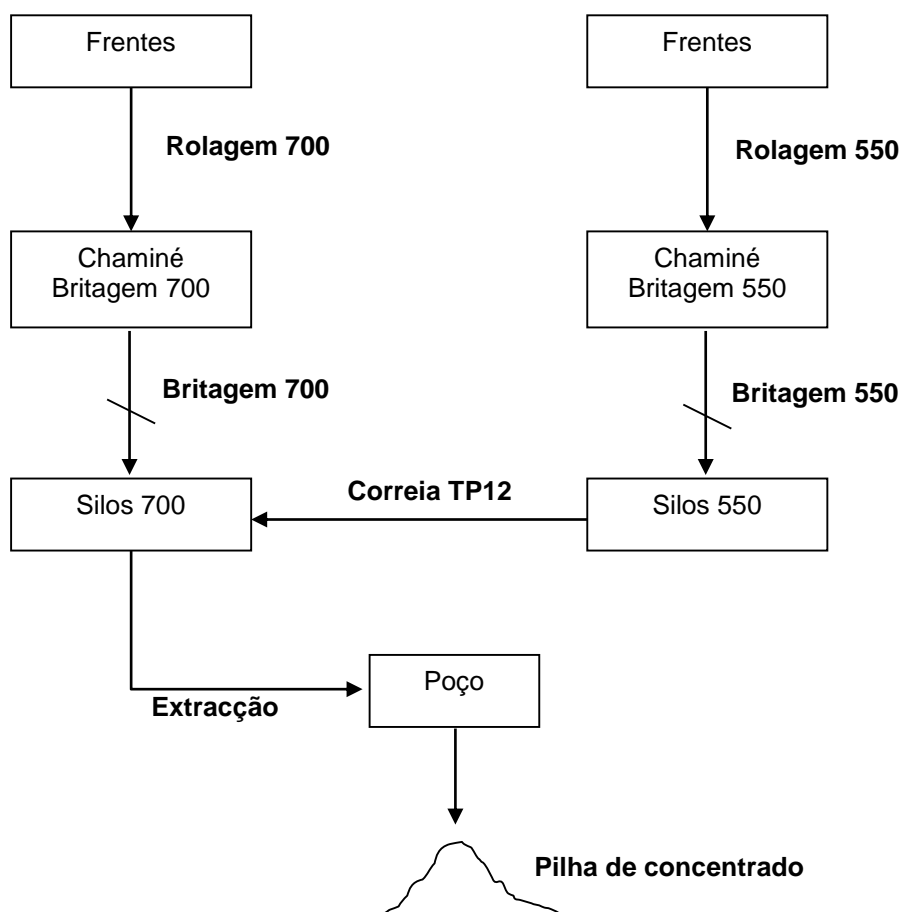 Frentes
Frentes
Rolagem 700
Rolagem 550
Chaminé
Britagem 700
Chaminé
Britagem 550
Britagem 700
Britagem 550
Silos 700
Correia TP12
Silos 550
Poço
Extracção
Pilha de concentrado